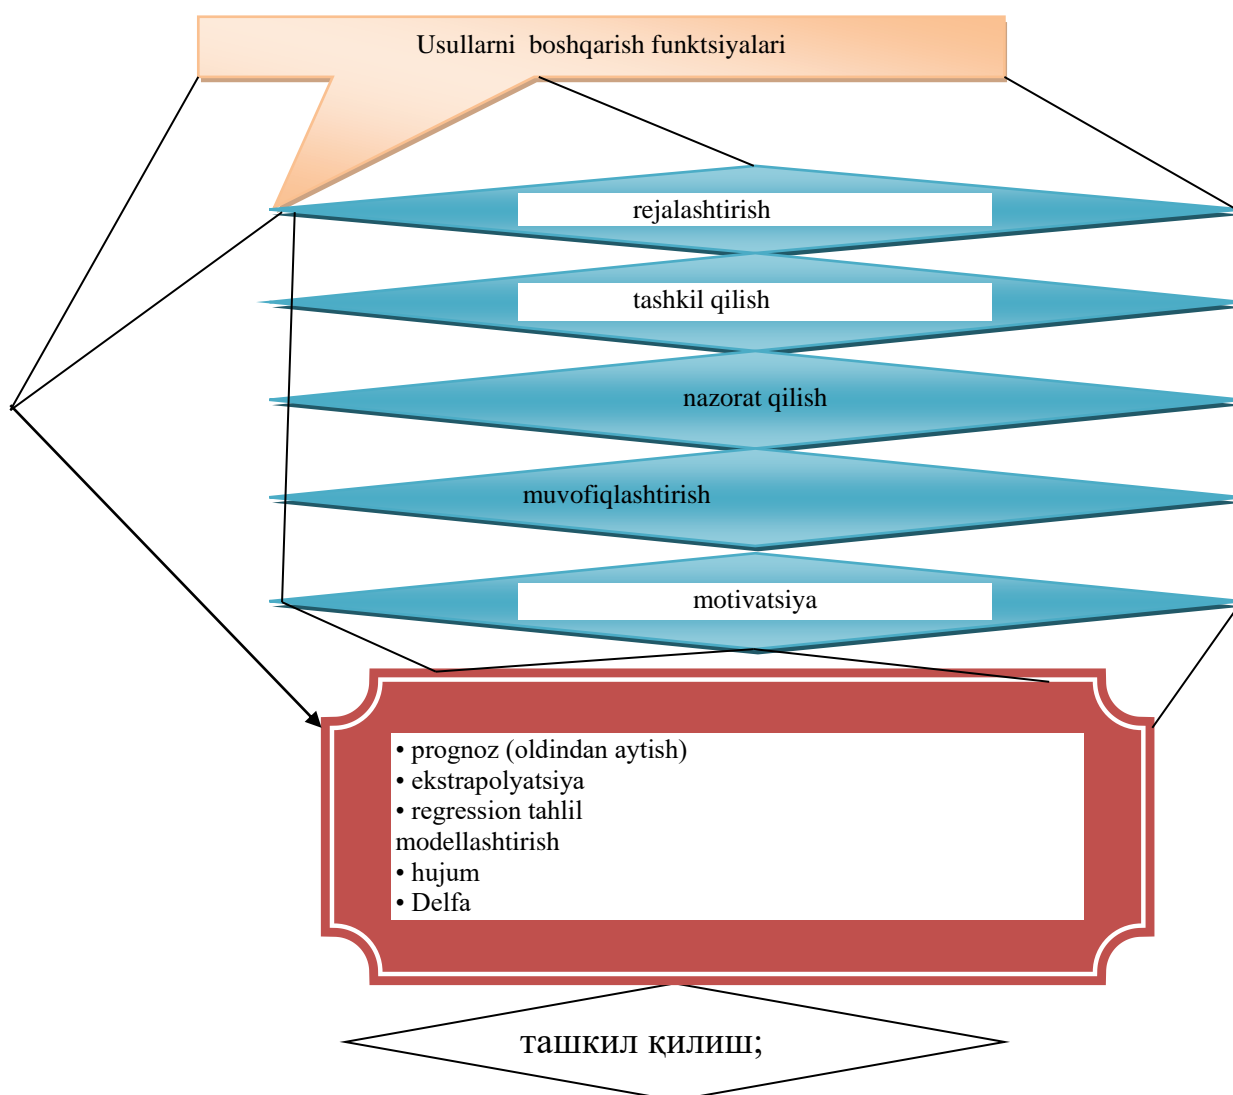 Usullarni boshqarish funktsiyalari
rejalashtirish
tashkil qilish
nazorat qilish
muvofiqlashtirish
motivatsiya
• prognoz (oldindan aytish)
• ekstrapolyatsiya
• regression tahlil
modellashtirish
• hujum
• Delfa
ташкил қилиш;